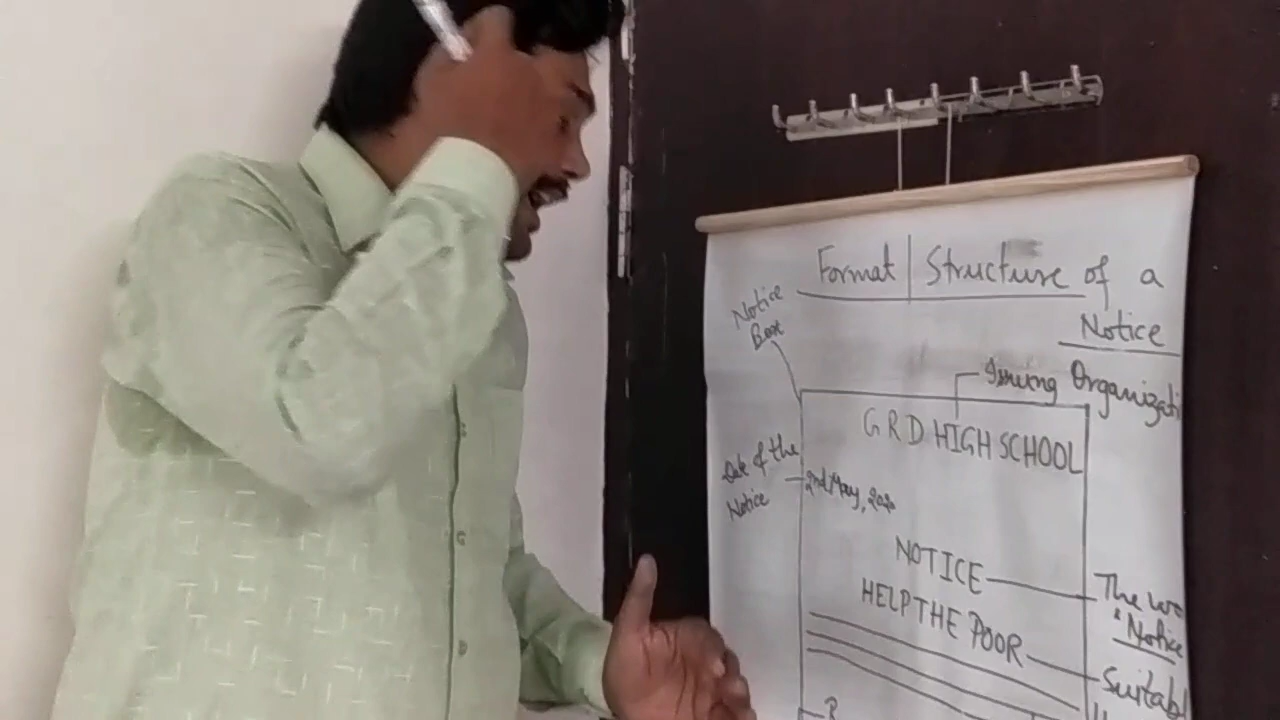 Format | Structure of a
Notice
Notice
Box
Issuing Organizati
G R D HIGH SCHOOL
Date of the
Notice
2nd May, 2020
NOTICE
The wo
"Notice
HELP THE POOR
Suitabl